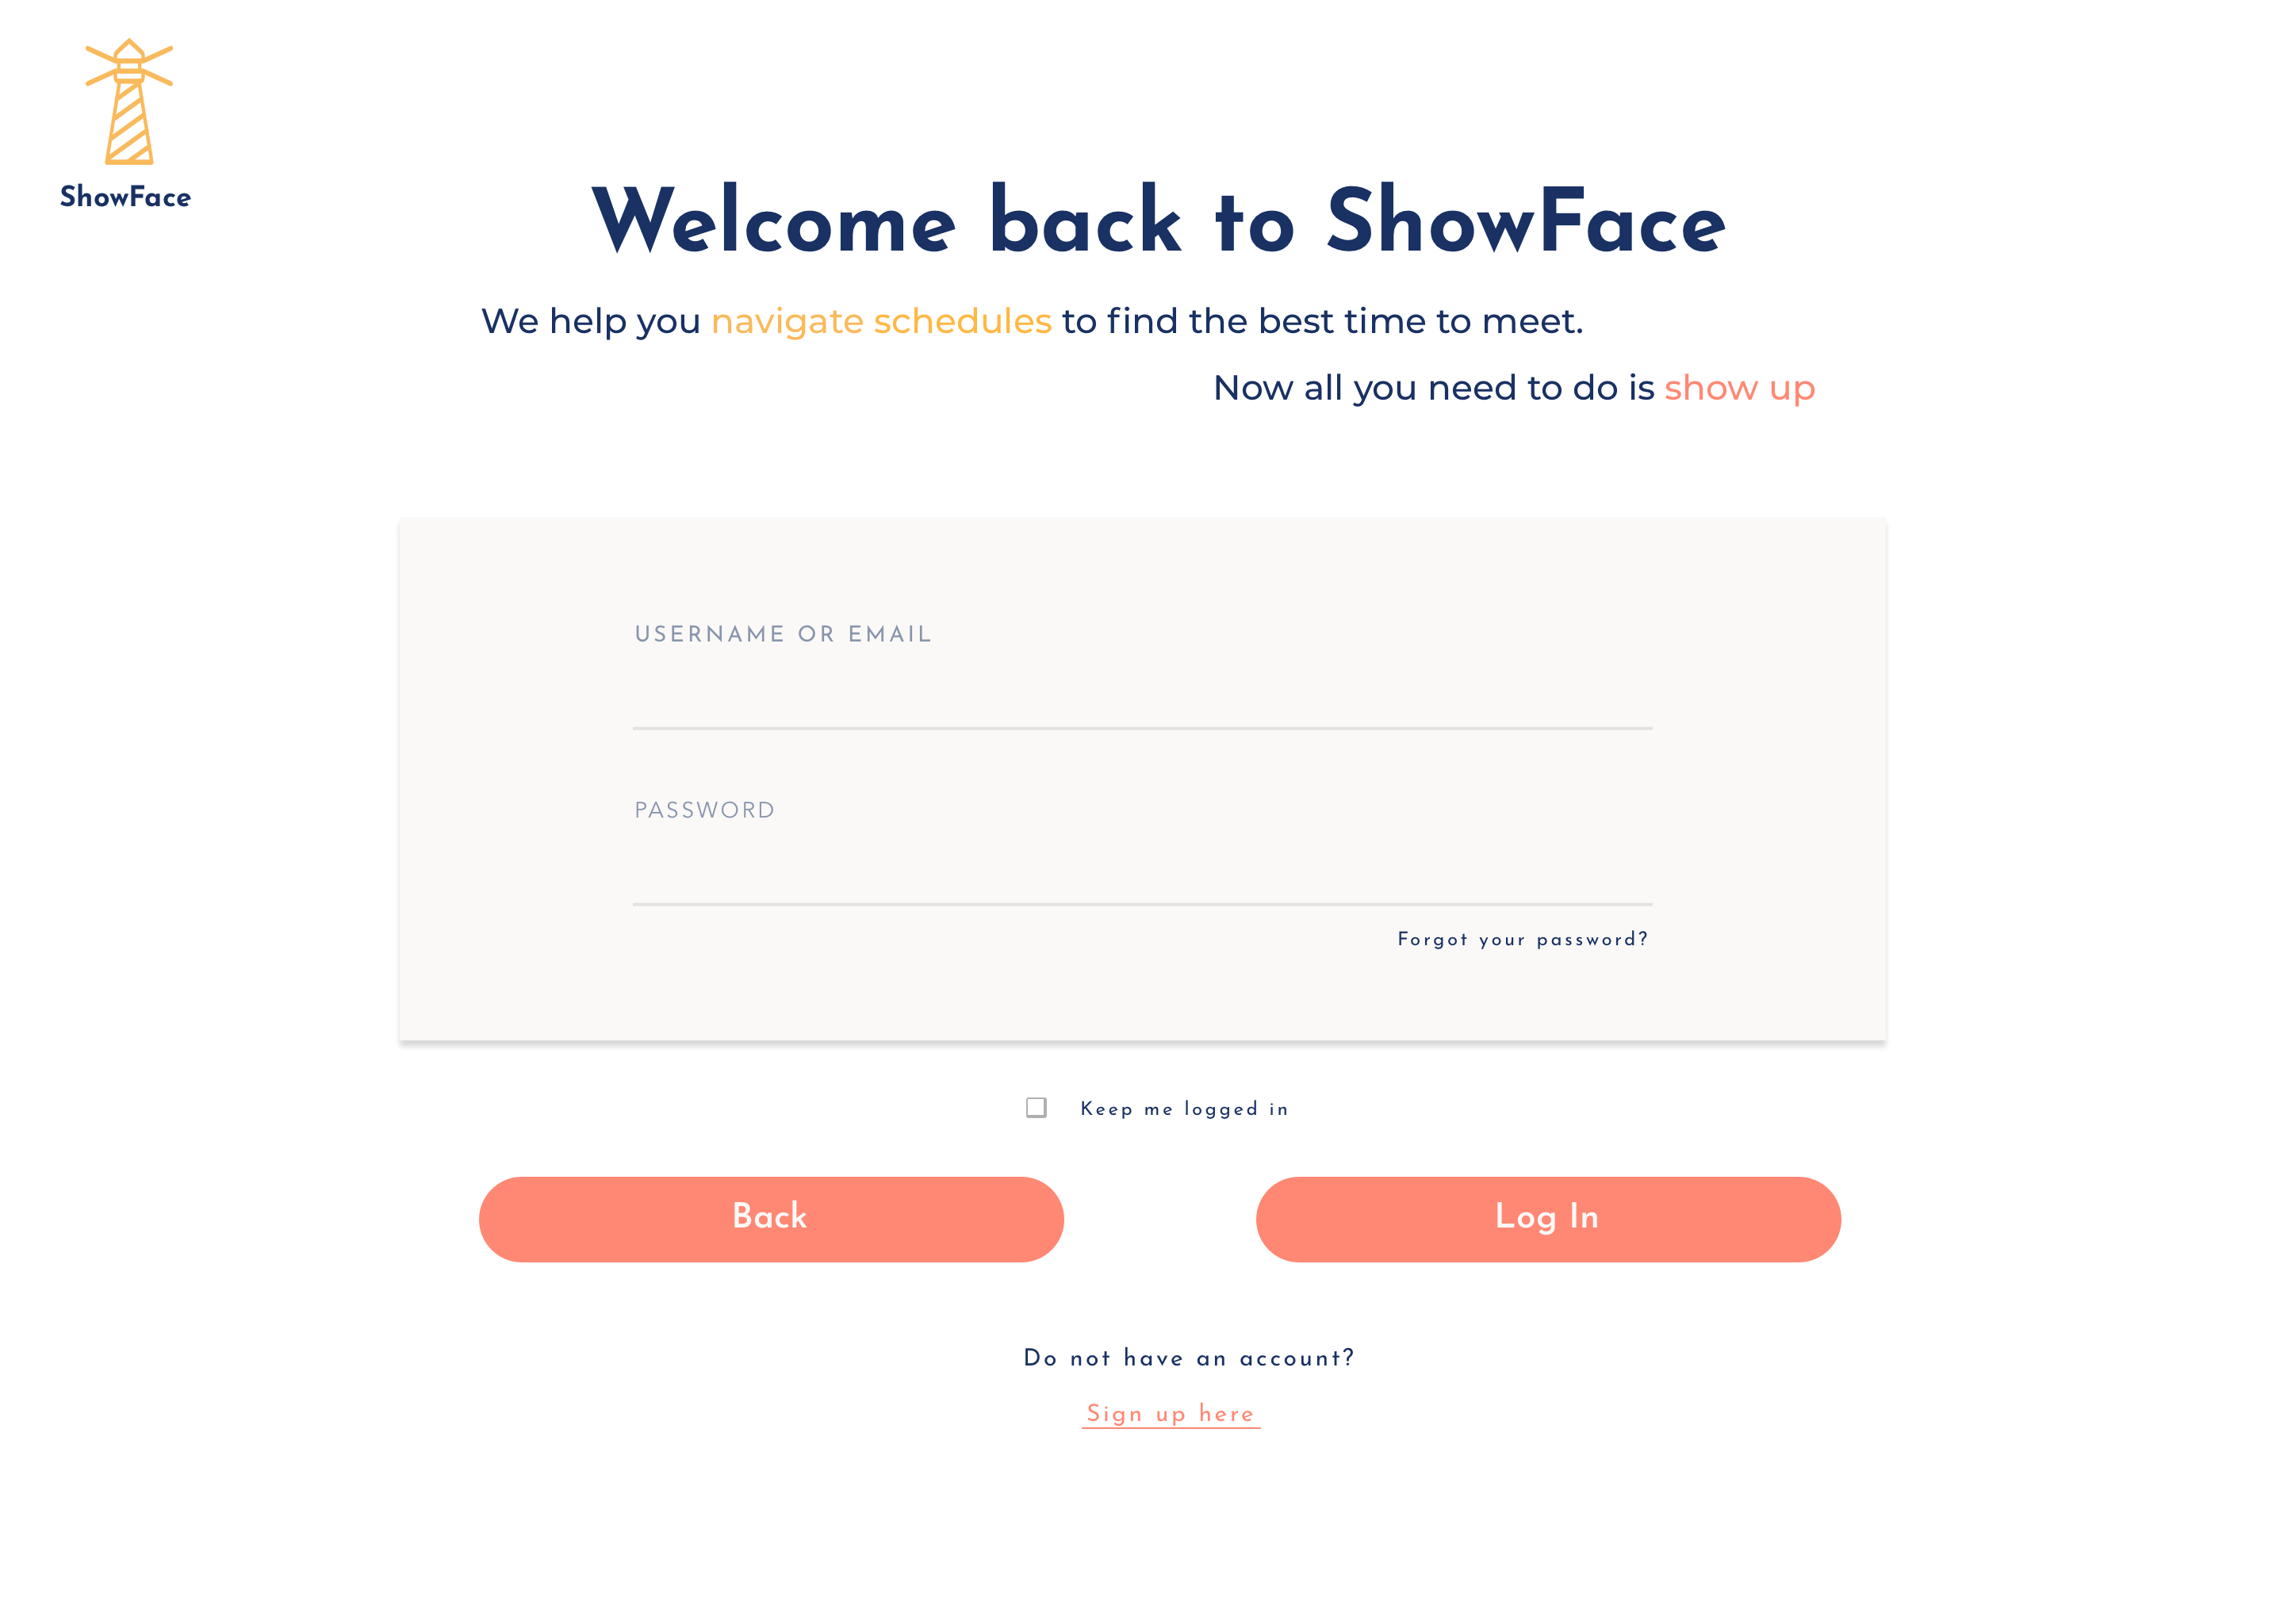 ShowFace
Welcome back to ShowFace
We help you navigate schedules to find the best time to meet.
Now all you need to do is show up
USERNAME OR EMAIL
PASSWORD
Forgot your password?
Keep me logged in
Back
Log In
Do not have an account?
Sign up here